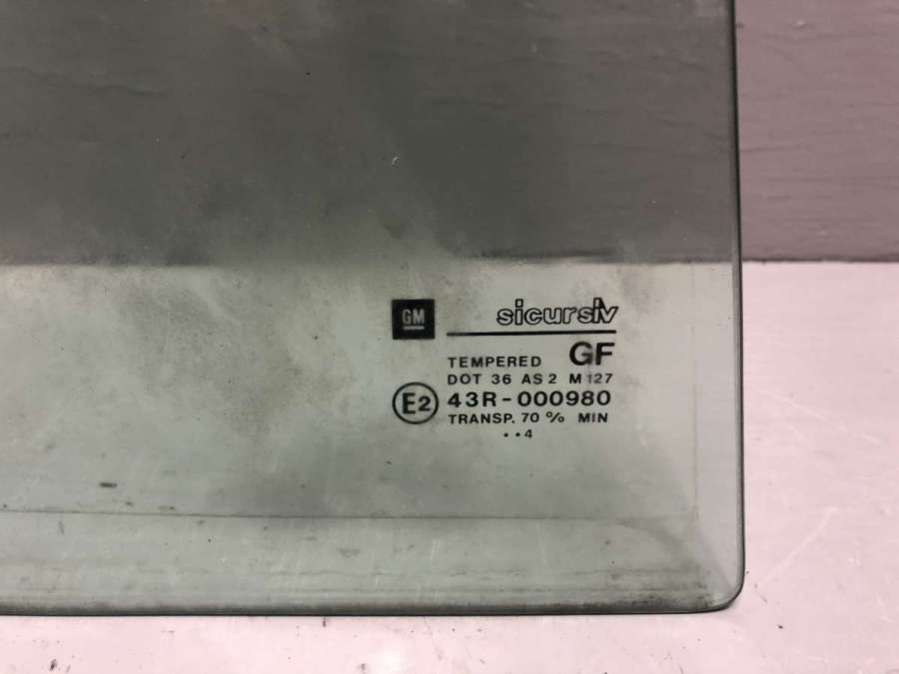 GM
sicursiv
TEMPERED GF
DOT 36 AS 2 M 127
E2
43R-000980
TRANSP. 70 % MIN
••4